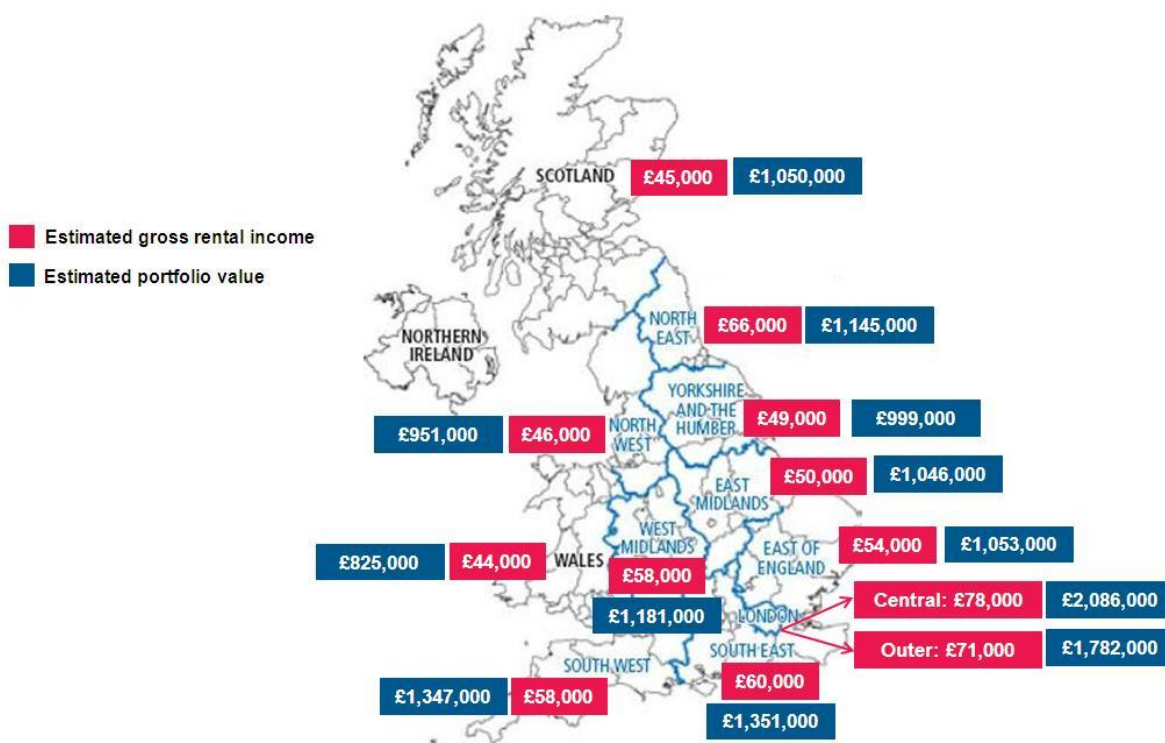 SCOTLAND
£45,000
£1,050,000
Estimated gross rental income
Estimated portfolio value
NORTHERN
IRELAND
NORTH
EAST
£66,000
£1,145,000
YORKSHIRE
AND THE
HUMBER
£49,000
£999,000
£951,000
£46,000
NORTH
WEST
EAST
MIDLANDS
£50,000
£1,046,000
WEST
MIDLANDS
£58,000
£1,181,000
EAST OF
ENGLAND
£54,000
£1,053,000
£825,000
£44,000
WALES
LONDON
Central: £78,000
£2,086,000
Outer: £71,000
£1,782,000
SOUTH EAST
£60,000
£1,351,000
SOUTH WEST
£1,347,000
£58,000